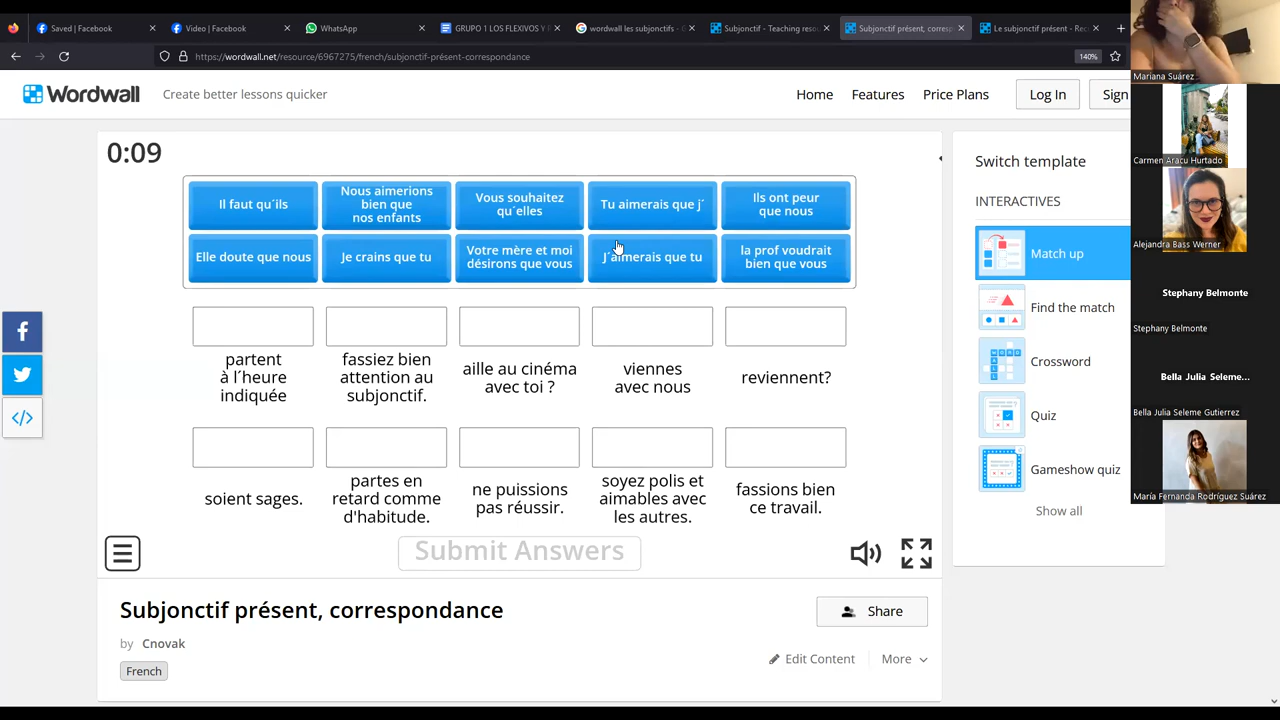 Saved | Facebook
Video | Facebook
WhatsApp
GRUPO 1 LOS FLEXIVOS Y
wordwall les subjonctifs - G
Subjonctif - Teaching reso
Subjonctif présent, corresp
Le subjonctif présent - Rec
https://wordwall.net/resource/6967275/french/subjonctif-présent-correspondance
140%
Wordwall
Create better lessons quicker
Home
Features
Price Plans
Log In
Sign
0:09
Il faut qu´ils
Nous aimerions
bien que
nos enfants
Vous souhaitez
qu´elles
Tu aimerais que j´
Ils ont peur
que nous
Elle doute que nous
Je crains que tu
Votre mère et moi
désirons que vous
J´aimerais que tu
la prof voudrait
bien que vous
partent
à l´heure
indiquée
fassiez bien
attention au
subjonctif.
aille au cinéma
avec toi ?
viennes
avec nous
reviennent?
soient sages.
partes en
retard comme
d'habitude.
ne puissions
pas réussir.
soyez polis et
aimables avec
les autres.
fassions bien
ce travail.
Submit Answers
Subjonctif présent, correspondance
by Cnovak
French
Share
Edit Content
More
Switch template
INTERACTIVES
Match up
Find the match
Crossword
Quiz
Gameshow quiz
Show all
Mariana Suárez
Carmen Aracu Hurtado
Alejandra Bass Werner
Stephany Belmonte
Stephany Belmonte
Bella Julia Seleme...
Bella Julia Seleme Gutierrez
María Fernanda Rodríguez Suárez